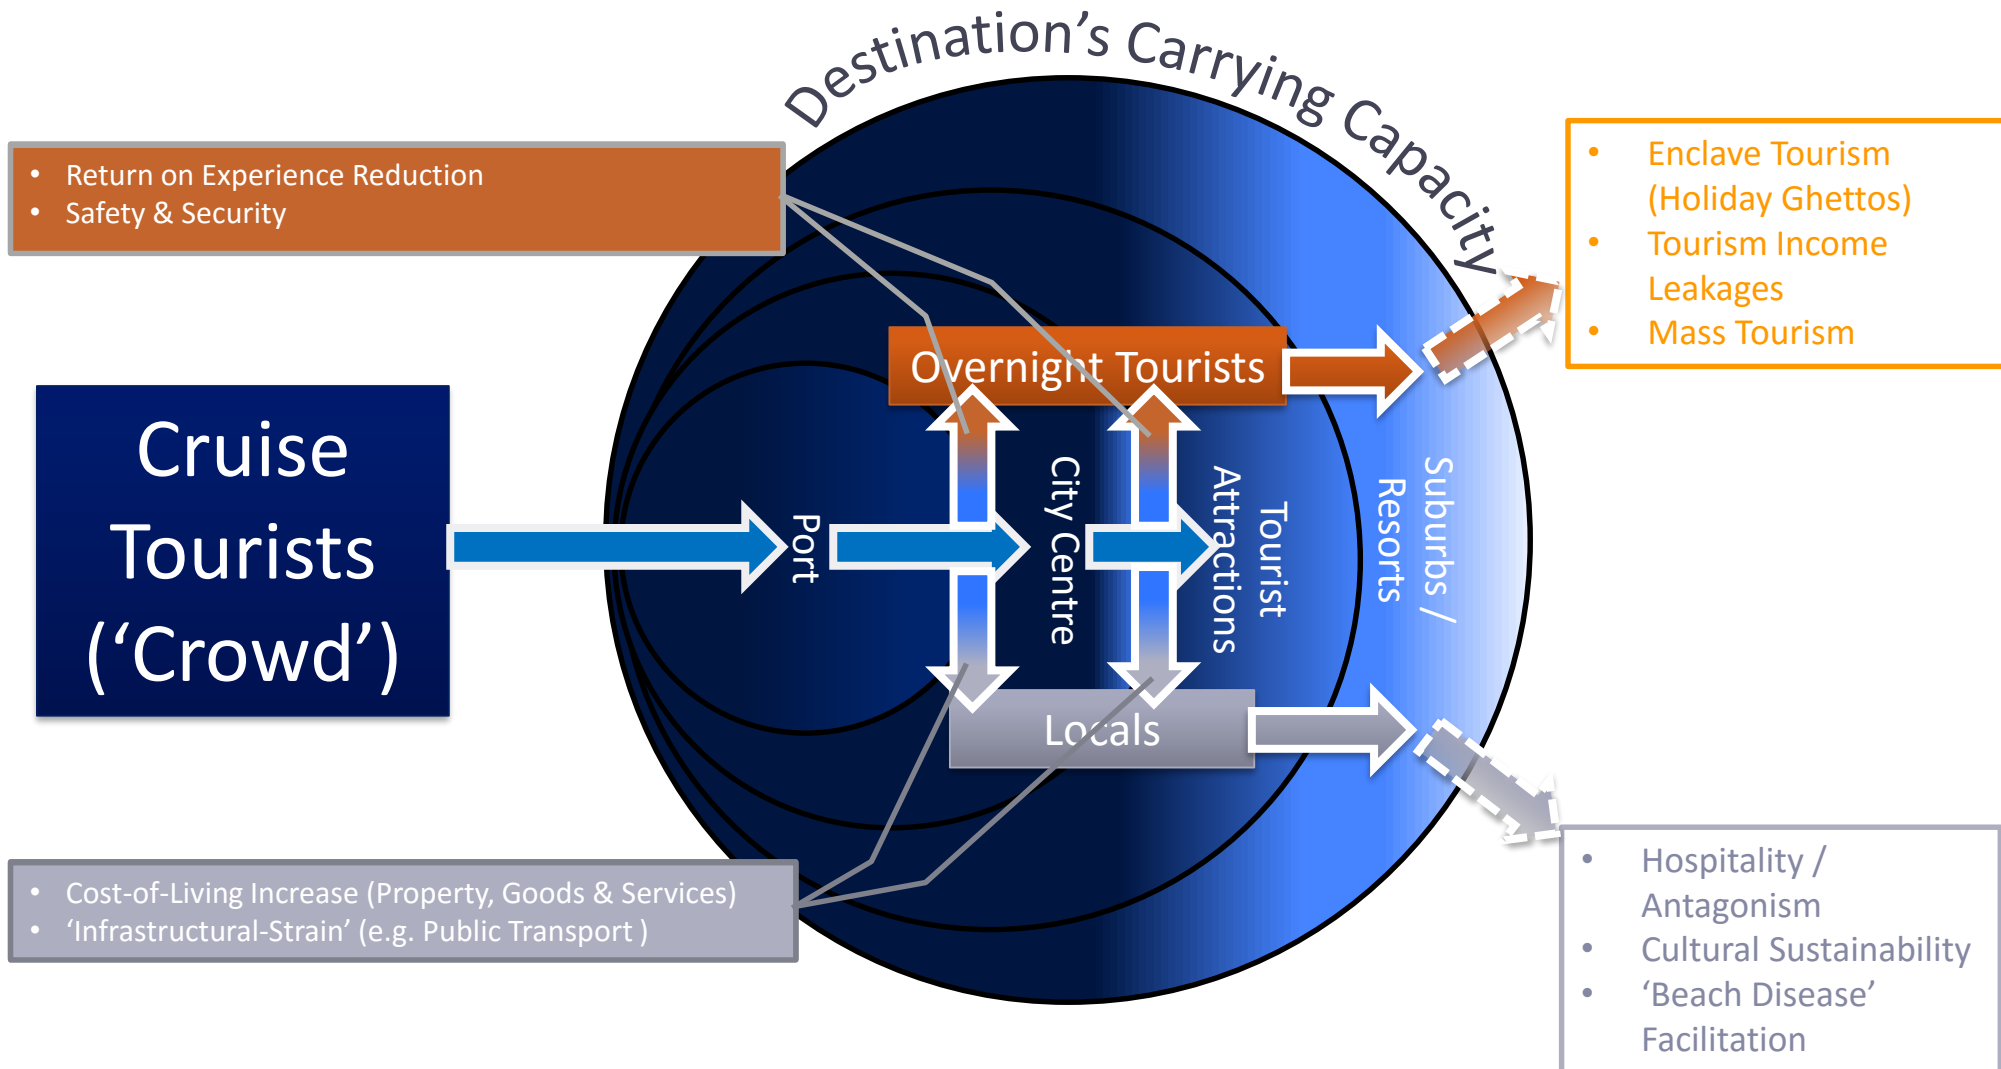 Destination’s Carrying Capacity
• Return on Experience Reduction
• Safety & Security
• Enclave Tourism
(Holiday Ghettos)
• Tourism Income
Leakages
• Mass Tourism
Overnight Tourists
Cruise
Tourists
(‘Crowd’)
Port
City Centre
Tourist
Attractions
Suburbs /
Resorts
Locals
• Cost-of-Living Increase (Property, Goods & Services)
• ‘Infrastructural-Strain’ (e.g. Public Transport )
• Hospitality /
Antagonism
• Cultural Sustainability
• ‘Beach Disease’
Facilitation